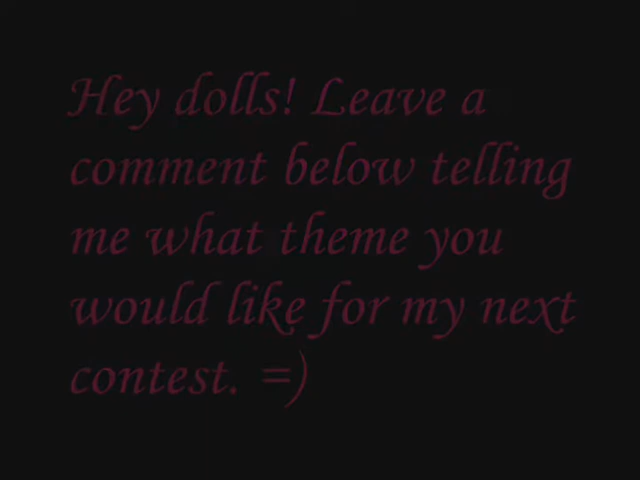 Hey dolls! Leave a
comment below telling
me what theme you
would like for my next
contest. =)